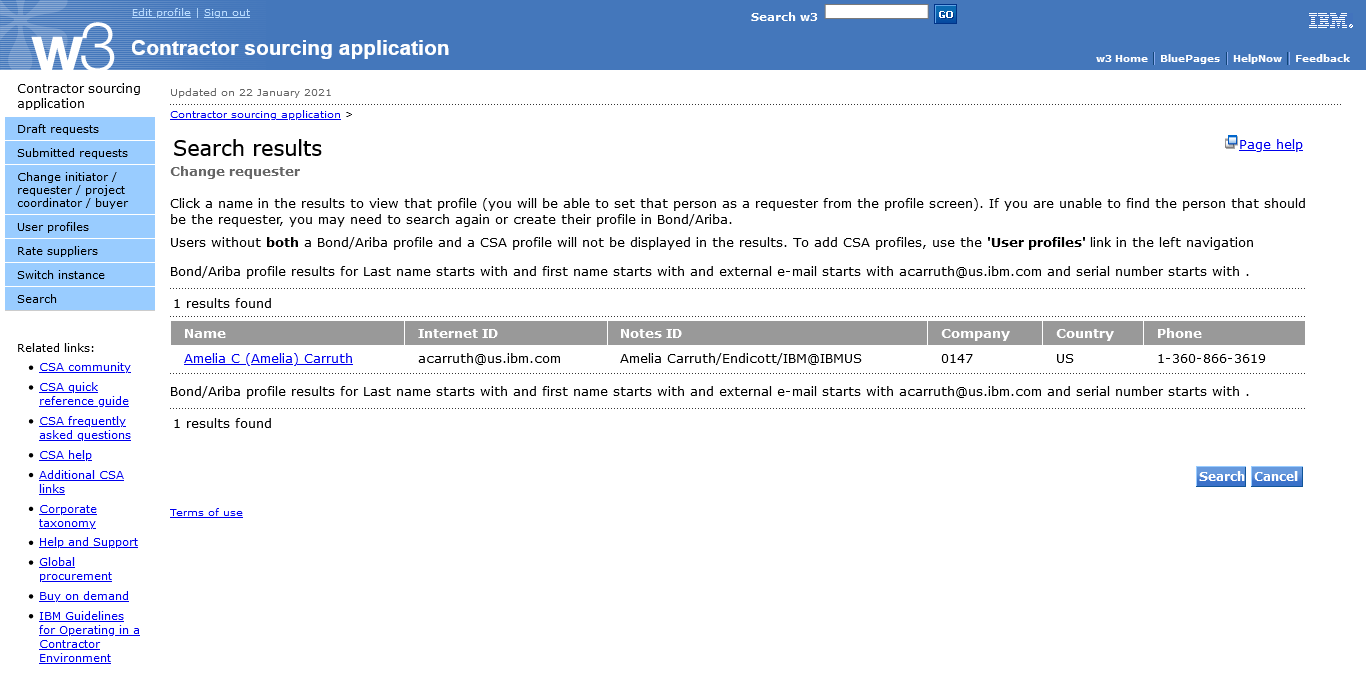 Edit profile | Sign out
Search w3 GO
IBM.
w3 Contractor sourcing application
w3 Home BluePages HelpNow Feedback
Contractor sourcing
application
Draft requests
Submitted requests
Change initiator /
requester / project
coordinator / buyer
User profiles
Rate suppliers
Switch instance
Search
Related links:
• CSA community
• CSA quick
reference guide
• CSA frequently
asked questions
• CSA help
• Additional CSA
links
• Corporate
taxonomy
• Help and Support
• Global
procurement
• Buy on demand
• IBM Guidelines
for Operating in a
Contractor
Environment
Updated on 22 January 2021
Contractor sourcing application >
Search results
Page help
Change requester
Click a name in the results to view that profile (you will be able to set that person as a requester from the profile screen). If you are unable to find the person that should
be the requester, you may need to search again or create their profile in Bond/Ariba.
Users without both a Bond/Ariba profile and a CSA profile will not be displayed in the results. To add CSA profiles, use the 'User profiles' link in the left navigation
Bond/Ariba profile results for Last name starts with and first name starts with and external e-mail starts with acarruth@us.ibm.com and serial number starts with .
1 results found
Name Internet ID Notes ID Company Country Phone
Amelia C (Amelia) Carruth acarruth@us.ibm.com Amelia Carruth/Endicott/IBM@IBMUS 0147 US 1-360-866-3619
Bond/Ariba profile results for Last name starts with and first name starts with and external e-mail starts with acarruth@us.ibm.com and serial number starts with .
1 results found
Search Cancel
Terms of use